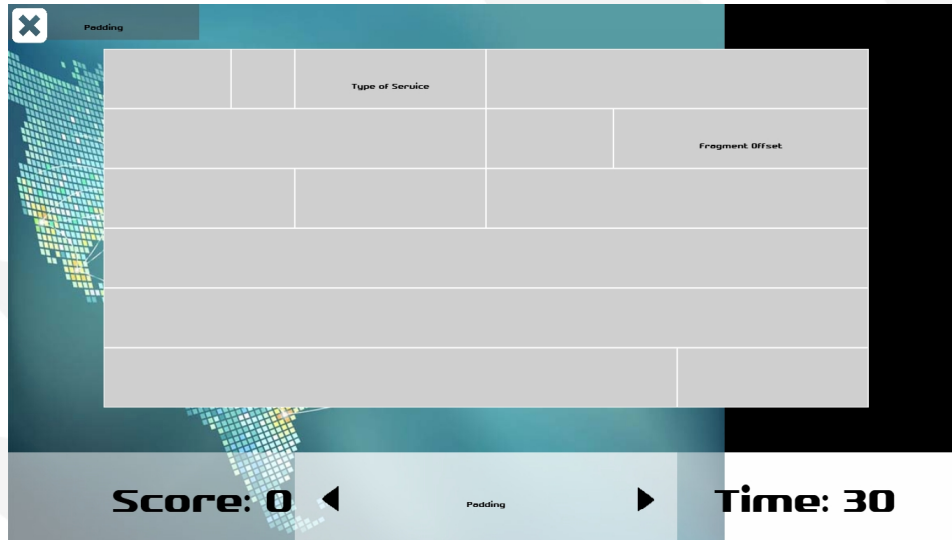 Padding
Type of Service
Fragment Offset
Score: 0
Padding
Time: 30